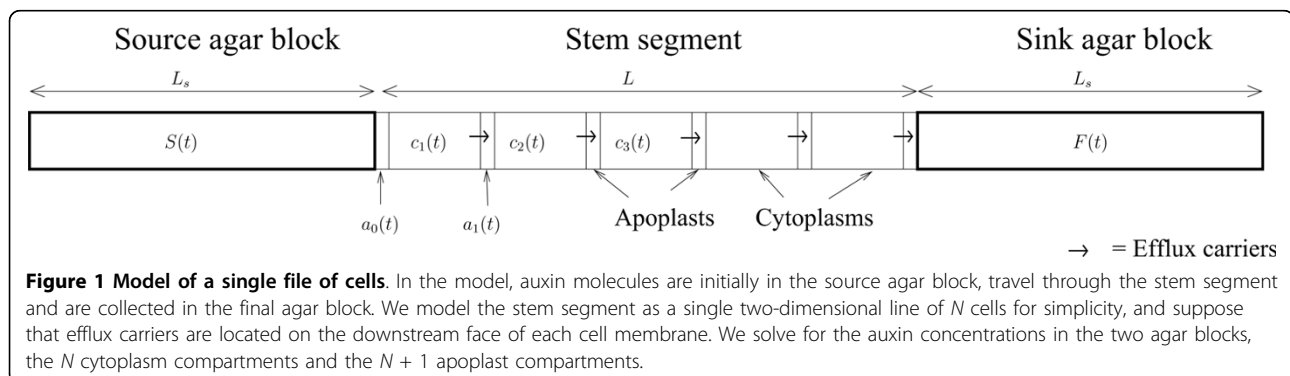 Source agar block Stem segment Sink agar block
L_s L L_s
S(t) c_1(t) c_2(t) c_3(t) F(t)
a_0(t) a_1(t) Apoplasts Cytoplasms
→ = Efflux carriers
Figure 1 Model of a single file of cells. In the model, auxin molecules are initially in the source agar block, travel through the stem segment
and are collected in the final agar block. We model the stem segment as a single two-dimensional line of N cells for simplicity, and suppose
that efflux carriers are located on the downstream face of each cell membrane. We solve for the auxin concentrations in the two agar blocks,
the N cytoplasm compartments and the N + 1 apoplast compartments.